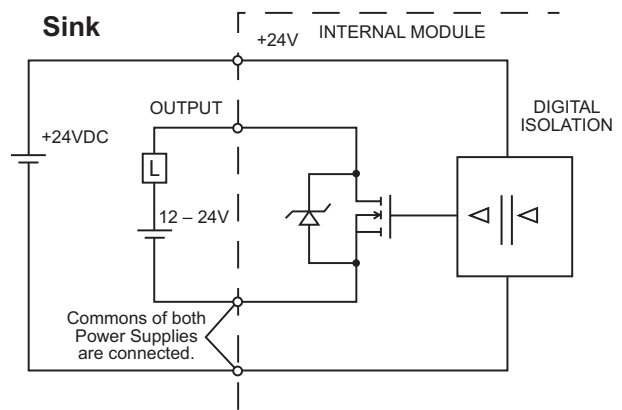 Sink
+24V
INTERNAL MODULE
OUTPUT
DIGITAL
ISOLATION
+24VDC
L
12 – 24V
Commons of both
Power Supplies
are connected.